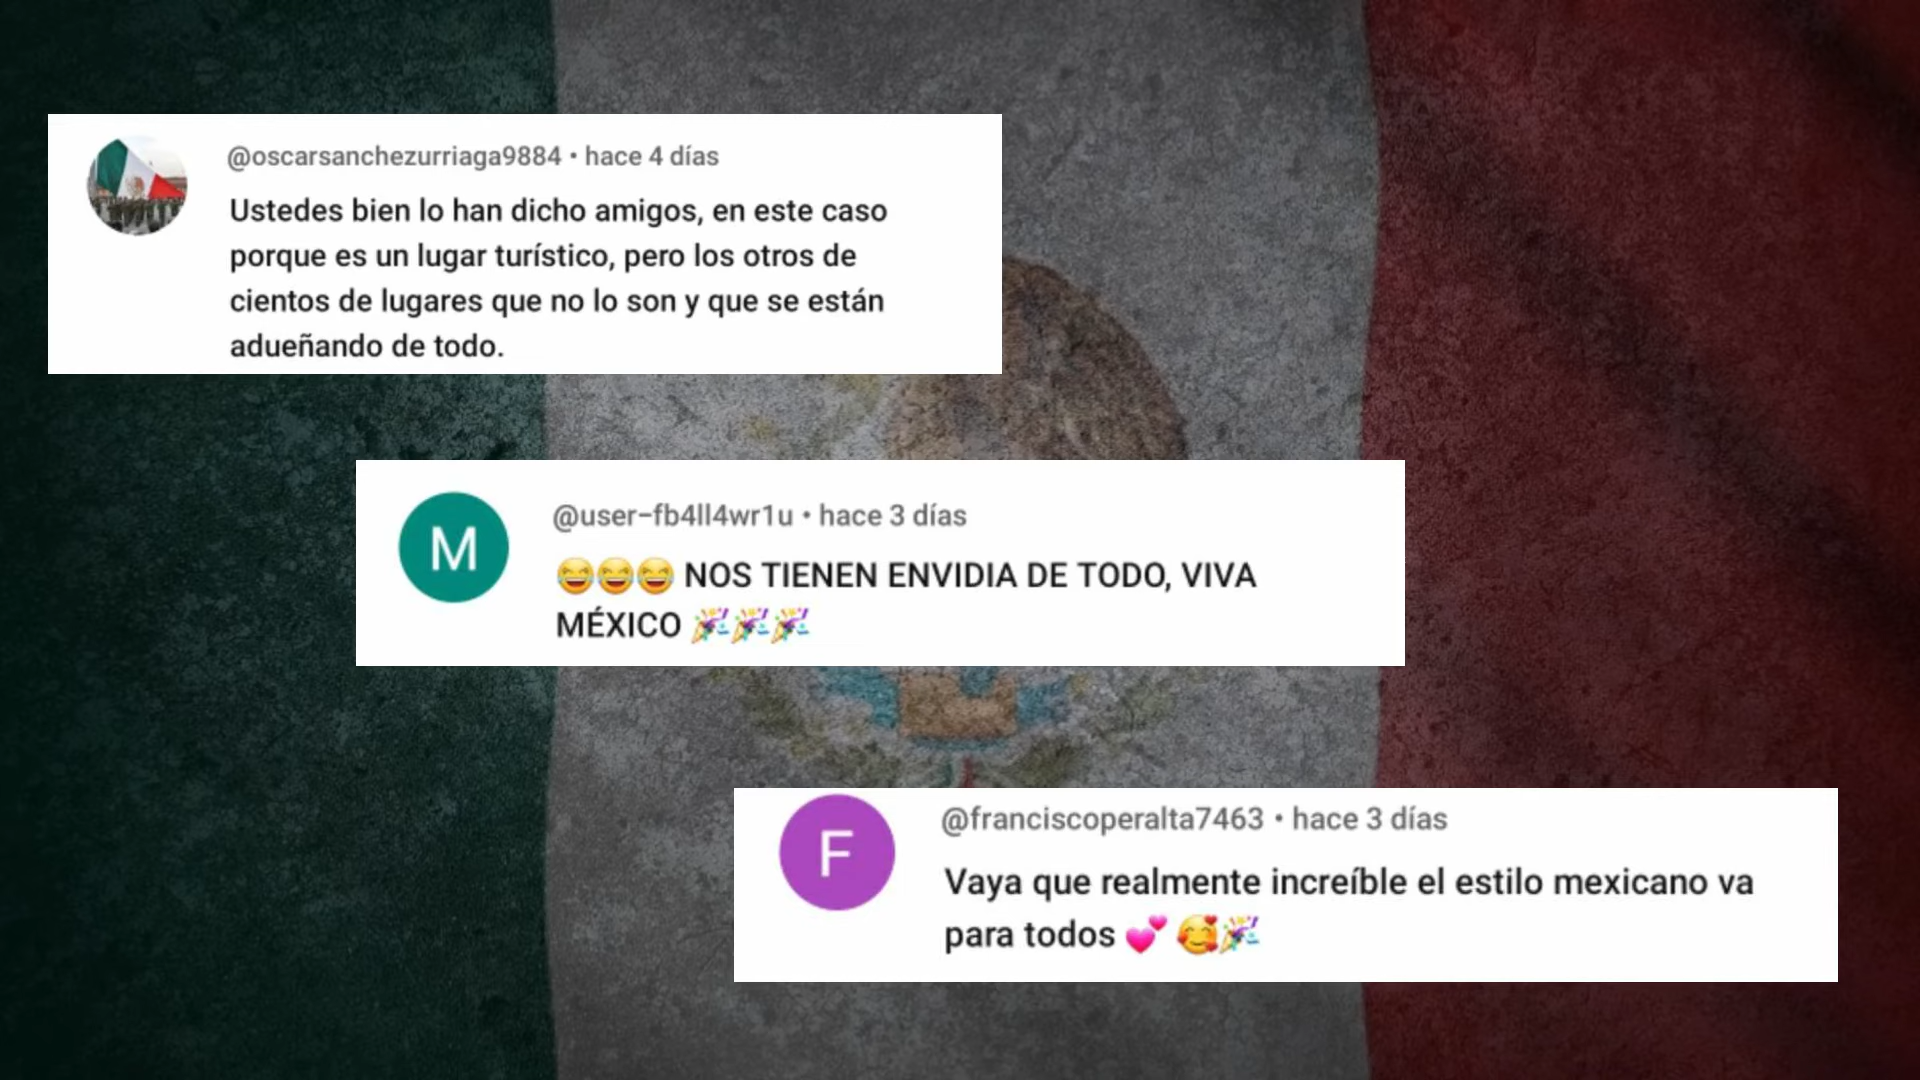 @oscarsanchezurriaga9884 • hace 4 días
Ustedes bien lo han dicho amigos, en este caso
porque es un lugar turístico, pero los otros de
cientos de lugares que no lo son y que se están
adueñando de todo.
M
@user-fb4ll4wr1u • hace 3 días
😂😂😂 NOS TIENEN ENVIDIA DE TODO, VIVA
MÉXICO 🎉🎉🎉
F
@franciscoperalta7463 • hace 3 días
Vaya que realmente increíble el estilo mexicano va
para todos 💕 🥰🎉